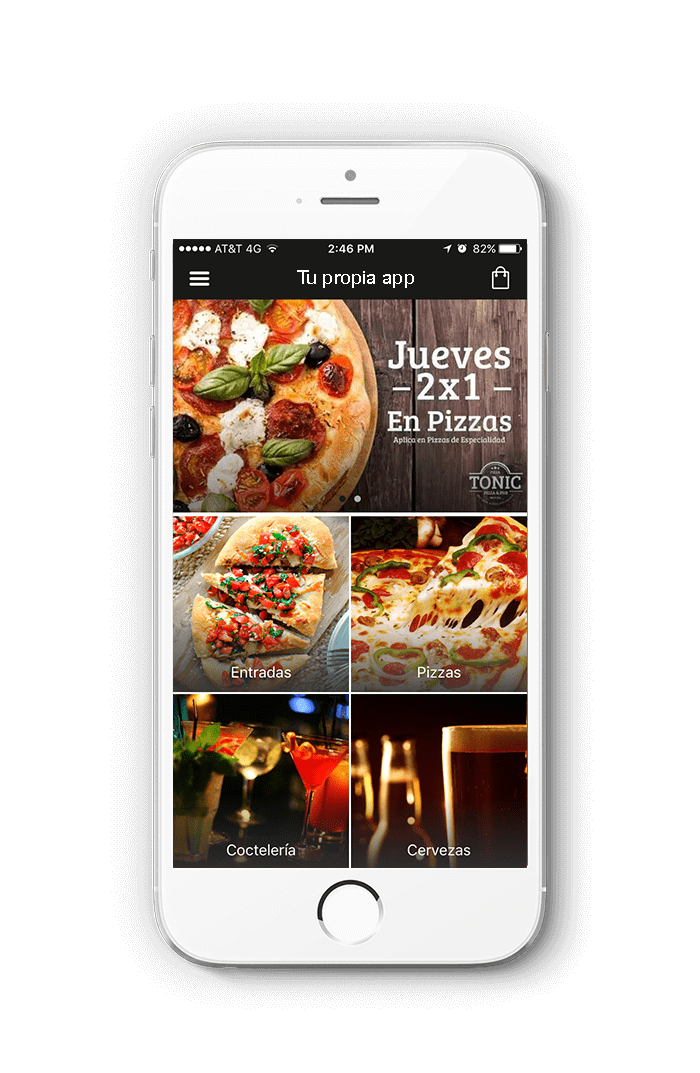 AT&T 4G 2:46 PM 82%
Tu propia app
Jueves
2x1
En Pizzas
Aplica en Pizzas de Especialidad
TONIC
PIZZA & PUB
Entradas
Pizzas
Coctelería
Cervezas